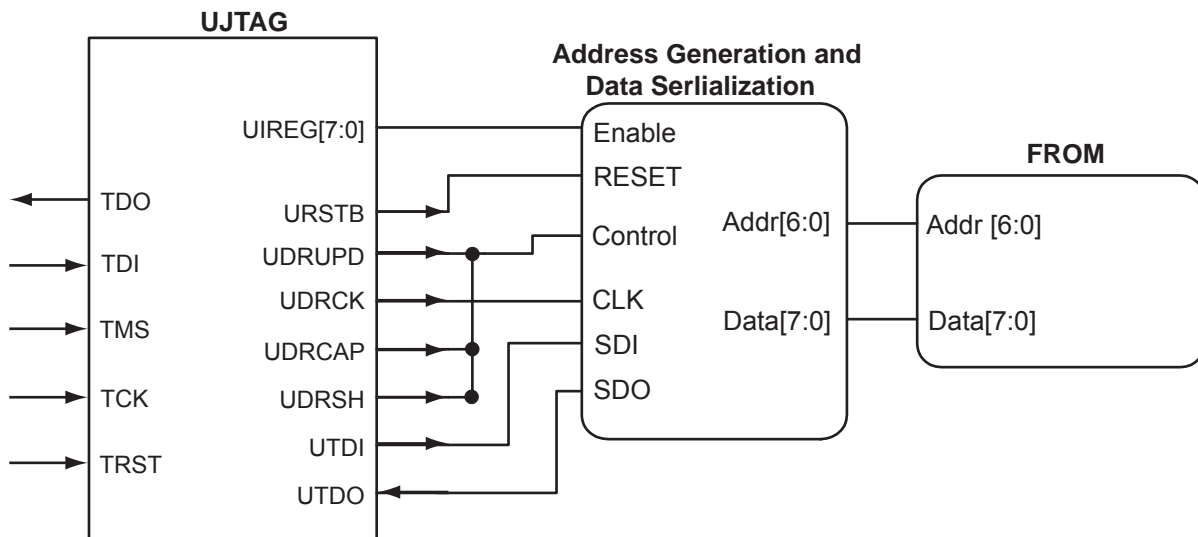 UJTAG
Address Generation and
Data Serlialization
FROM
TDO
TDI
TMS
TCK
TRST
UIREG[7:0]
URSTB
UDRUPD
UDRCK
UDRCAP
UDRSH
UTDI
UTDO
Enable
RESET
Control
CLK
SDI
SDO
Addr[6:0]
Data[7:0]
Addr [6:0]
Data[7:0]